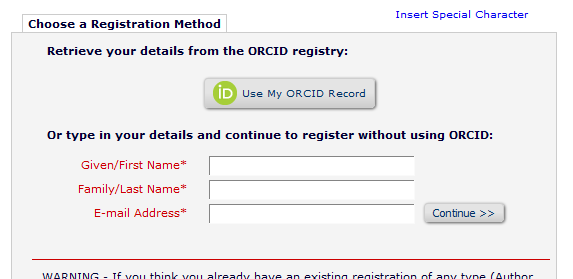 Insert Special Character
Choose a Registration Method
Retrieve your details from the ORCID registry:
iD Use My ORCID Record
Or type in your details and continue to register without using ORCID:
Given/First Name*
Family/Last Name*
E-mail Address*
Continue >>
WARNING - If you think you already have an existing registration of any type (Author,